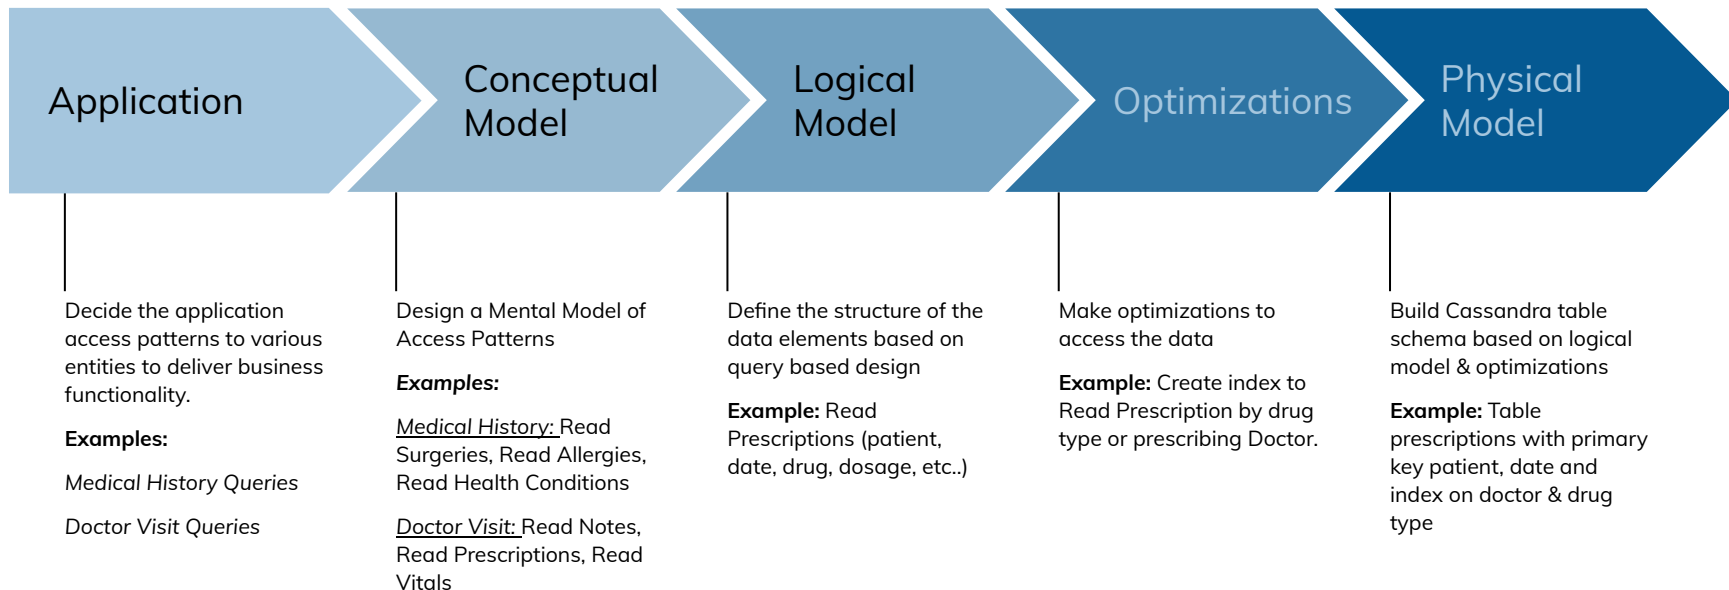 Application
Conceptual
Model
Logical
Model
Optimizations
Physical
Model
Decide the application
access patterns to various
entities to deliver business
functionality.
Examples:
Medical History Queries
Doctor Visit Queries
Design a Mental Model of
Access Patterns
Examples:
Medical History: Read
Surgeries, Read Allergies,
Read Health Conditions
Doctor Visit: Read Notes,
Read Prescriptions, Read
Vitals
Define the structure of the
data elements based on
query based design
Example: Read
Prescriptions (patient,
date, drug, dosage, etc..)
Make optimizations to
access the data
Example: Create index to
Read Prescription by drug
type or prescribing Doctor.
Build Cassandra table
schema based on logical
model & optimizations
Example: Table
prescriptions with primary
key patient, date and
index on doctor & drug
type